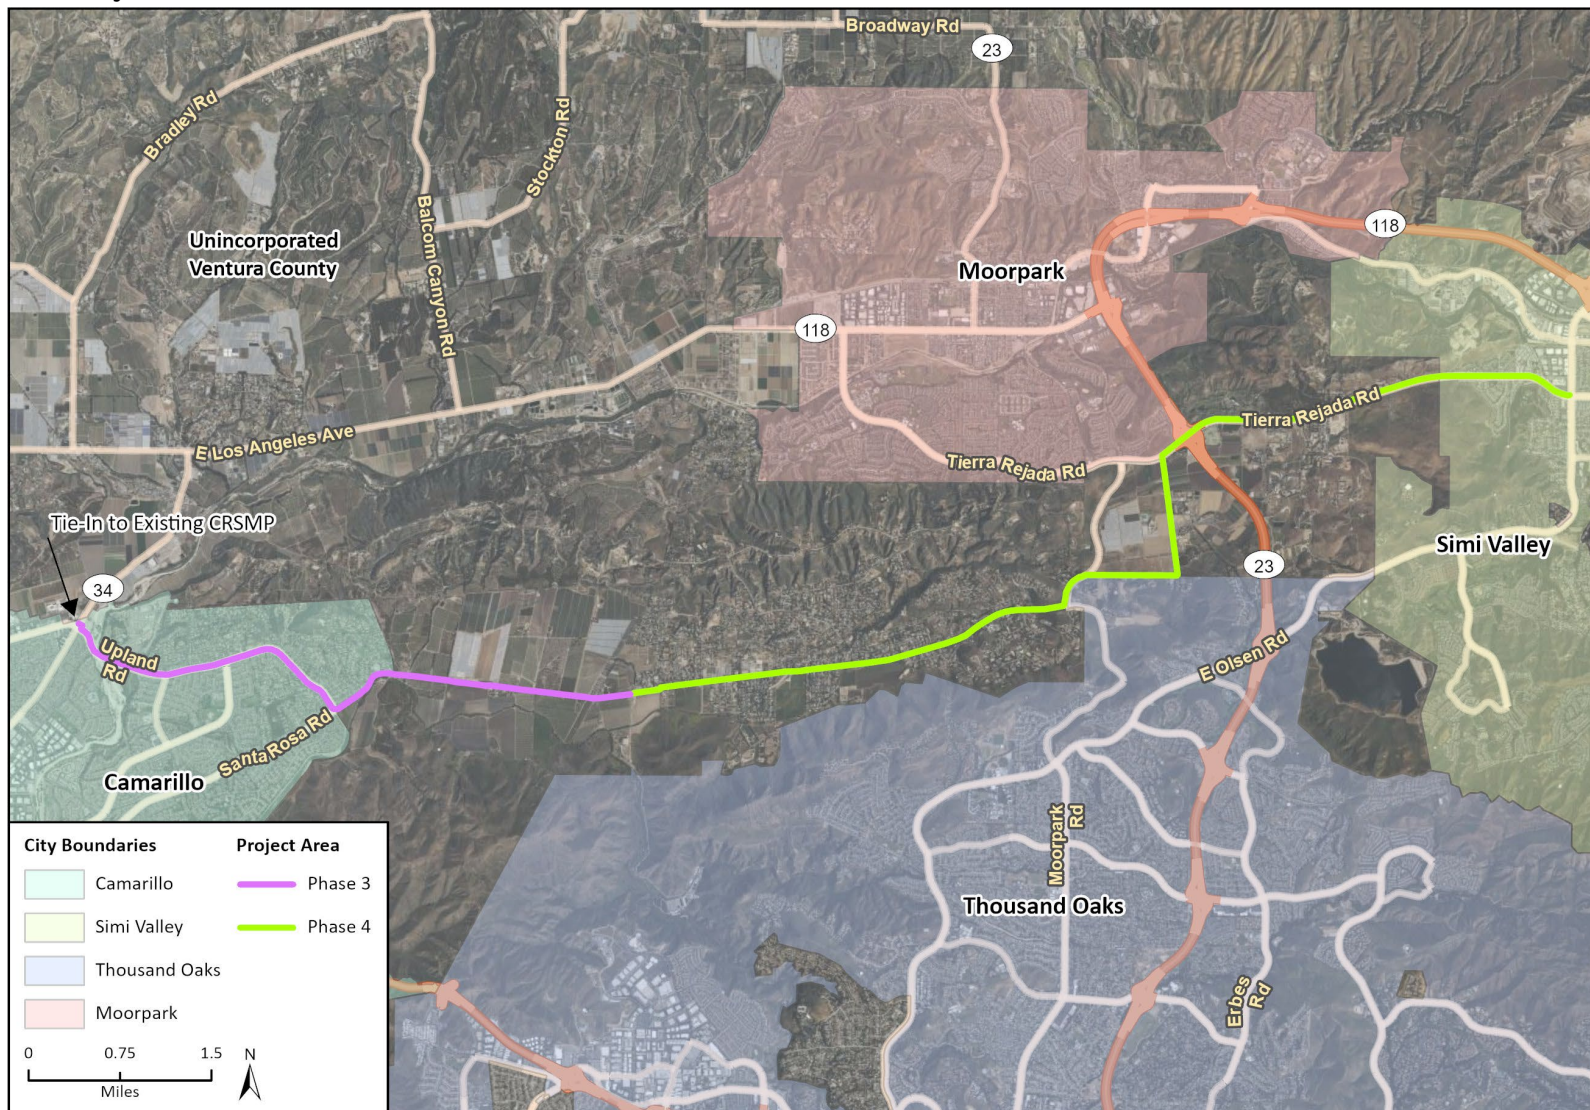 Broadway Rd
23
Bradley Rd
Stockton Rd
Balcom Canyon Rd
Unincorporated
Ventura County
118
Moorpark
118
Tierra Rejada Rd
E Los Angeles Ave
Tierra Rejada Rd
Tie-In to Existing CRSMP
Simi Valley
34
23
Upland
Rd
E Olsen Rd
Santa Rosa Rd
Camarillo
Moorpark
Rd
Thousand Oaks
Erbes
Rd
City Boundaries
Camarillo
Simi Valley
Thousand Oaks
Moorpark
Project Area
Phase 3
Phase 4
0 0.75 1.5
Miles
N